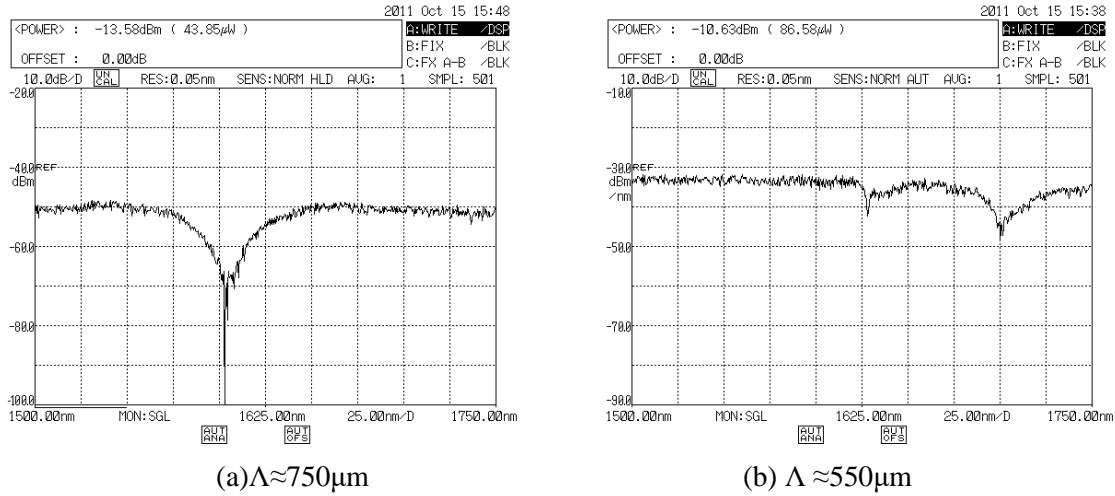 2011 Oct 15 15:48
<POWER> : -13.58dBm ( 43.85μW )
A:WRITE /DSP
B:FIX /BLK
OFFSET : 0.00dB
C:FX A-B /BLK
10.0dB/D UN CAL RES:0.05nm SENS:NORM HLD AVG: 1 SMPL: 501
-20.0
-40.0 REF
dBm
-60.0
-80.0
-100.0
1500.00nm MON:SGL 1625.00nm 25.00nm/D 1750.00nm
AUT ANA AUT OFS
(a)Λ≈750μm
2011 Oct 15 15:38
<POWER> : -10.63dBm ( 86.58μW )
A:WRITE /DSP
B:FIX /BLK
OFFSET : 0.00dB
C:FX A-B /BLK
10.0dB/D UN CAL RES:0.05nm SENS:NORM AUT AVG: 1 SMPL: 501
-10.0
-30.0 REF
dBm
/nm
-50.0
-70.0
-90.0
1500.00nm MON:SGL 1625.00nm 25.00nm/D 1750.00nm
AUT ANA AUT OFS
(b) Λ ≈550μm